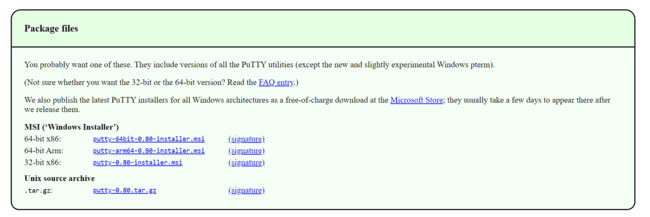 Package files
You probably want one of these. They include versions of all the PuTTY utilities (except the new and slightly experimental Windows pterm).
(Not sure whether you want the 32-bit or the 64-bit version? Read the FAQ entry.)
We also publish the latest PuTTY installers for all Windows architectures as a free-of-charge download at the Microsoft Store; they usually take a few days to appear there after
we release them.
MSI (‘Windows Installer’)
64-bit x86: putty-64bit-0.80-installer.msi (signature)
64-bit Arm: putty-arm64-0.80-installer.msi (signature)
32-bit x86: putty-0.80-installer.msi (signature)
Unix source archive
.tar.gz: putty-0.80.tar.gz (signature)